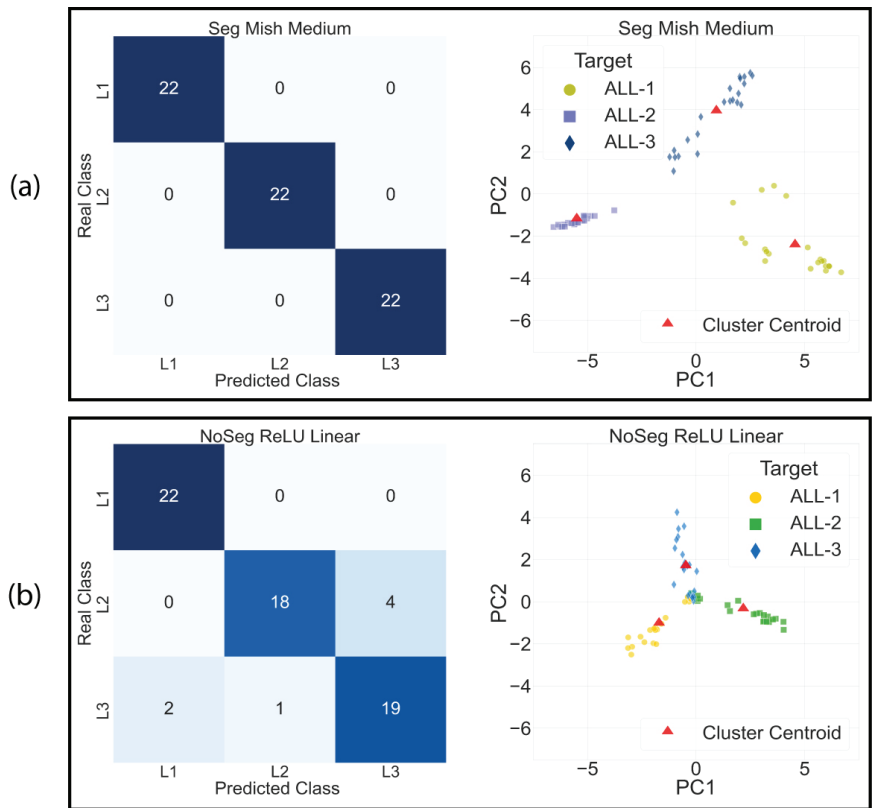 (a)
Seg Mish Medium
Real Class
L1
L2
L3
22 0 0
0 22 0
0 0 22
L1 L2 L3
Predicted Class
Seg Mish Medium
Target
ALL-1
ALL-2
ALL-3
PC2
6
4
2
0
−2
−4
−6
Cluster Centroid
−5 0 5
PC1
(b)
NoSeg ReLU Linear
Real Class
L1
L2
L3
22 0 0
0 18 4
2 1 19
L1 L2 L3
Predicted Class
NoSeg ReLU Linear
Target
ALL-1
ALL-2
ALL-3
PC2
6
4
2
0
−2
−4
−6
Cluster Centroid
−5 0 5
PC1